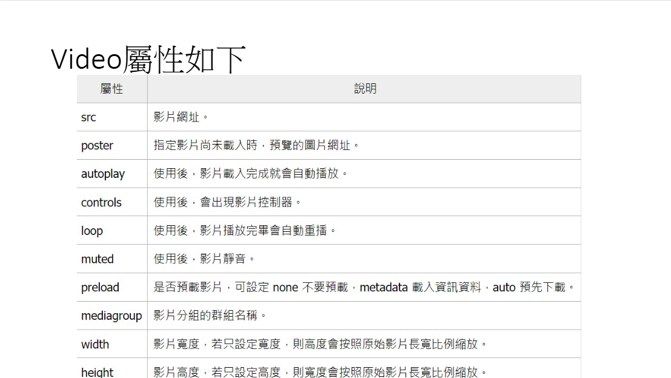 Video屬性如下
屬性 說明
src 影片網址。
poster 指定影片尚未載入時，預覽的圖片網址。
autoplay 使用後，影片載入完成就會自動播放。
controls 使用後，會出現影片控制器。
loop 使用後，影片播放完畢會自動重播。
muted 使用後，影片靜音。
preload 是否預載影片，可設定 none 不要預載，metadata 載入資訊資料，auto 預先下載。
mediagroup 影片分組的群組名稱。
width 影片寬度，若只設定寬度，則高度會按照原始影片長寬比例縮放。
height 影片高度，若只設定高度，則寬度會按照原始影片長寬比例縮放。